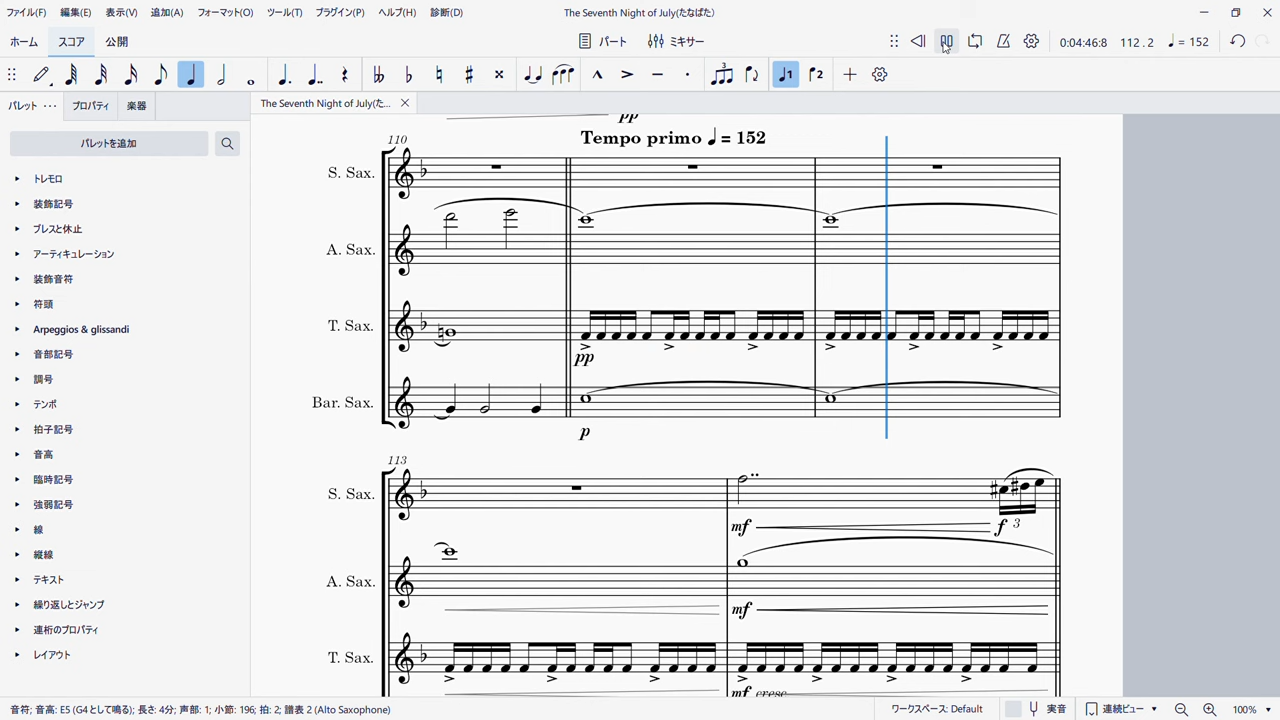 ファイル(F) 編集(E) 表示(V) 追加(A) フォーマット(O) ツール(T) プラグイン(P) ヘルプ(H) 診断(D) The Seventh Night of July(たなばた)
ホーム スコア 公開 パート ミキサー 0:04:46:8 112 . 2 = 152
パレット プロパティ 楽器 The Seventh Night of July(た...
パレットを追加
トレモロ
装飾記号
ブレスと休止
アーティキュレーション
装飾音符
符頭
Arpeggios & glissandi
音部記号
調号
テンポ
拍子記号
音高
臨時記号
強弱記号
線
縦線
テキスト
繰り返しとジャンプ
連桁のプロパティ
レイアウト
pp
110 Tempo primo ♩ = 152
S. Sax.
A. Sax.
T. Sax.
pp
Bar. Sax.
p
113
S. Sax.
mf f 3
A. Sax.
mf
T. Sax.
mf cresc
音符; 音高: E5 (G4として鳴る); 長さ: 4分; 声部: 1; 小節: 196; 拍: 2; 譜表 2 (Alto Saxophone) ワークスペース: Default 実音 連続ビュー 100%